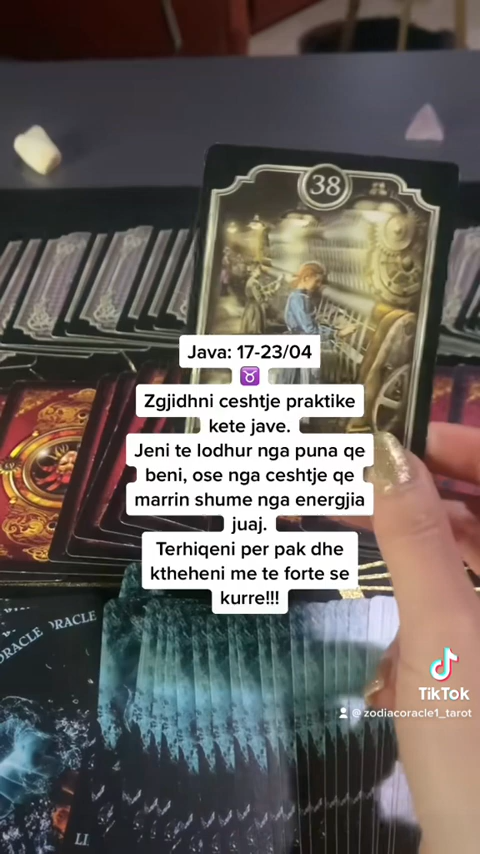 38
Java: 17-23/04
♉
Zgjidhni ceshtje praktike
kete jave.
Jeni te lodhur nga puna qe
beni, ose nga ceshtje qe
marrin shume nga energjia
juaj.
Terhiqeni per pak dhe
ktheheni me te forte se
kurre!!!
ORACLE
ORACLE
TikTok
@zodiacoracle1_tarot